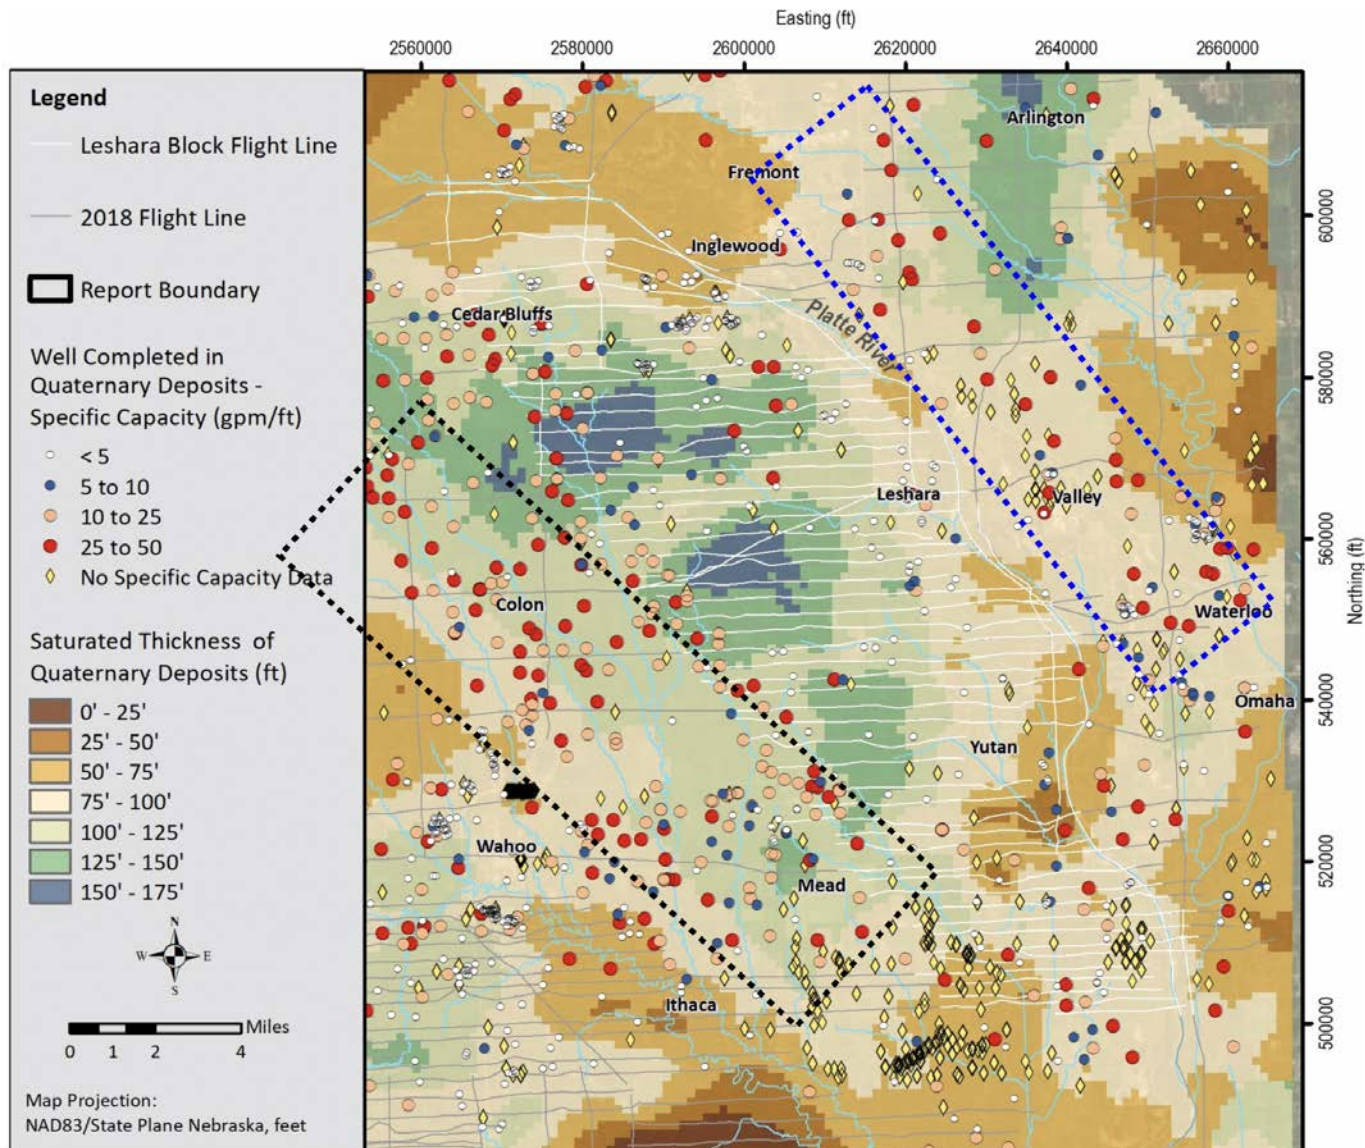 Easting (ft)
2560000
2580000
2600000
2620000
2640000
2660000
Legend
Leshara Block Flight Line
2018 Flight Line
Report Boundary
Well Completed in
Quaternary Deposits -
Specific Capacity (gpm/ft)
< 5
5 to 10
10 to 25
25 to 50
No Specific Capacity Data
Saturated Thickness of
Quaternary Deposits (ft)
0' - 25'
25' - 50'
50' - 75'
75' - 100'
100' - 125'
125' - 150'
150' - 175'
N
W
E
S
Miles
0 1 2 4
Map Projection:
NAD83/State Plane Nebraska, feet
Arlington
Fremont
Inglewood
Cedar Bluffs
Platte River
Leshara
Valley
Colon
Waterloo
Omaha
Yutan
Wahoo
Mead
Ithaca
600000
580000
560000
540000
520000
500000
Northing (ft)